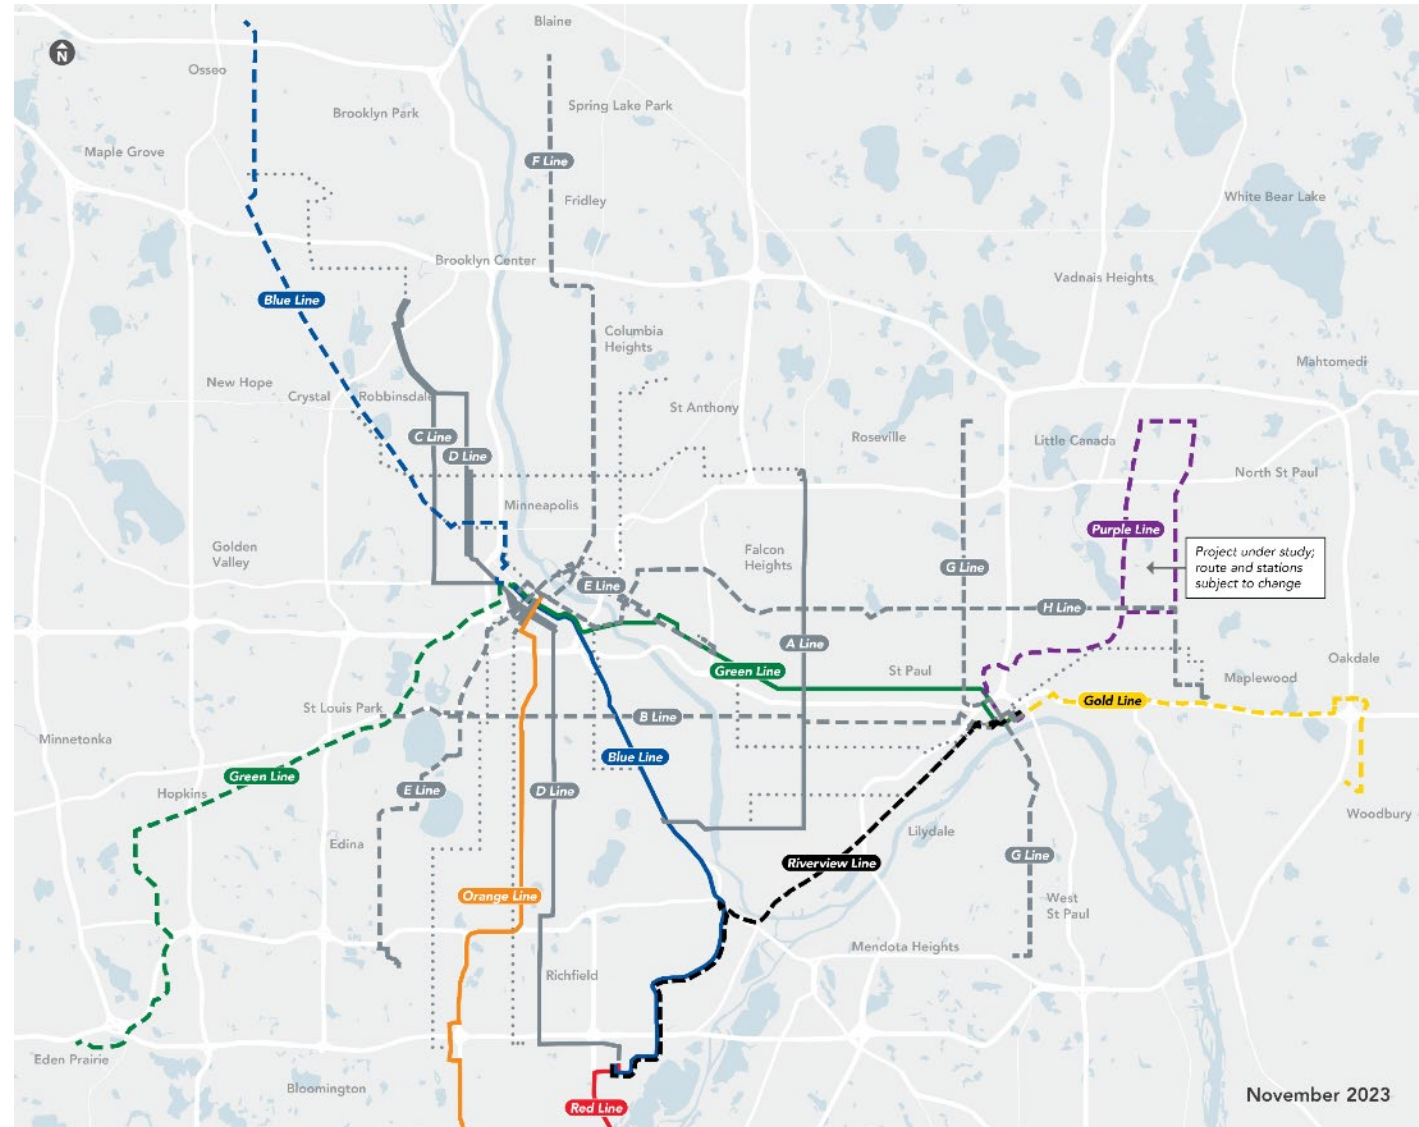 Blaine
N
Osseo
Spring Lake Park
Brooklyn Park
Maple Grove
F Line
Fridley
White Bear Lake
Brooklyn Center
Vadnais Heights
Blue Line
Columbia
Heights
Mahtomedi
New Hope
Crystal
Robbinsdale
St Anthony
C Line
Roseville
Little Canada
D Line
North St Paul
Minneapolis
Purple Line
Golden
Valley
Falcon
Heights
Project under study;
route and stations
subject to change
G Line
E Line
H Line
A Line
Green Line
St Paul
Oakdale
Maplewood
St Louis Park
Gold Line
B Line
Minnetonka
Blue Line
Green Line
Hopkins
E Line
D Line
Woodbury
Edina
Lilydale
Riverview Line
G Line
Orange Line
West
St Paul
Mendota Heights
Richfield
Eden Prairie
Bloomington
November 2023
Red Line